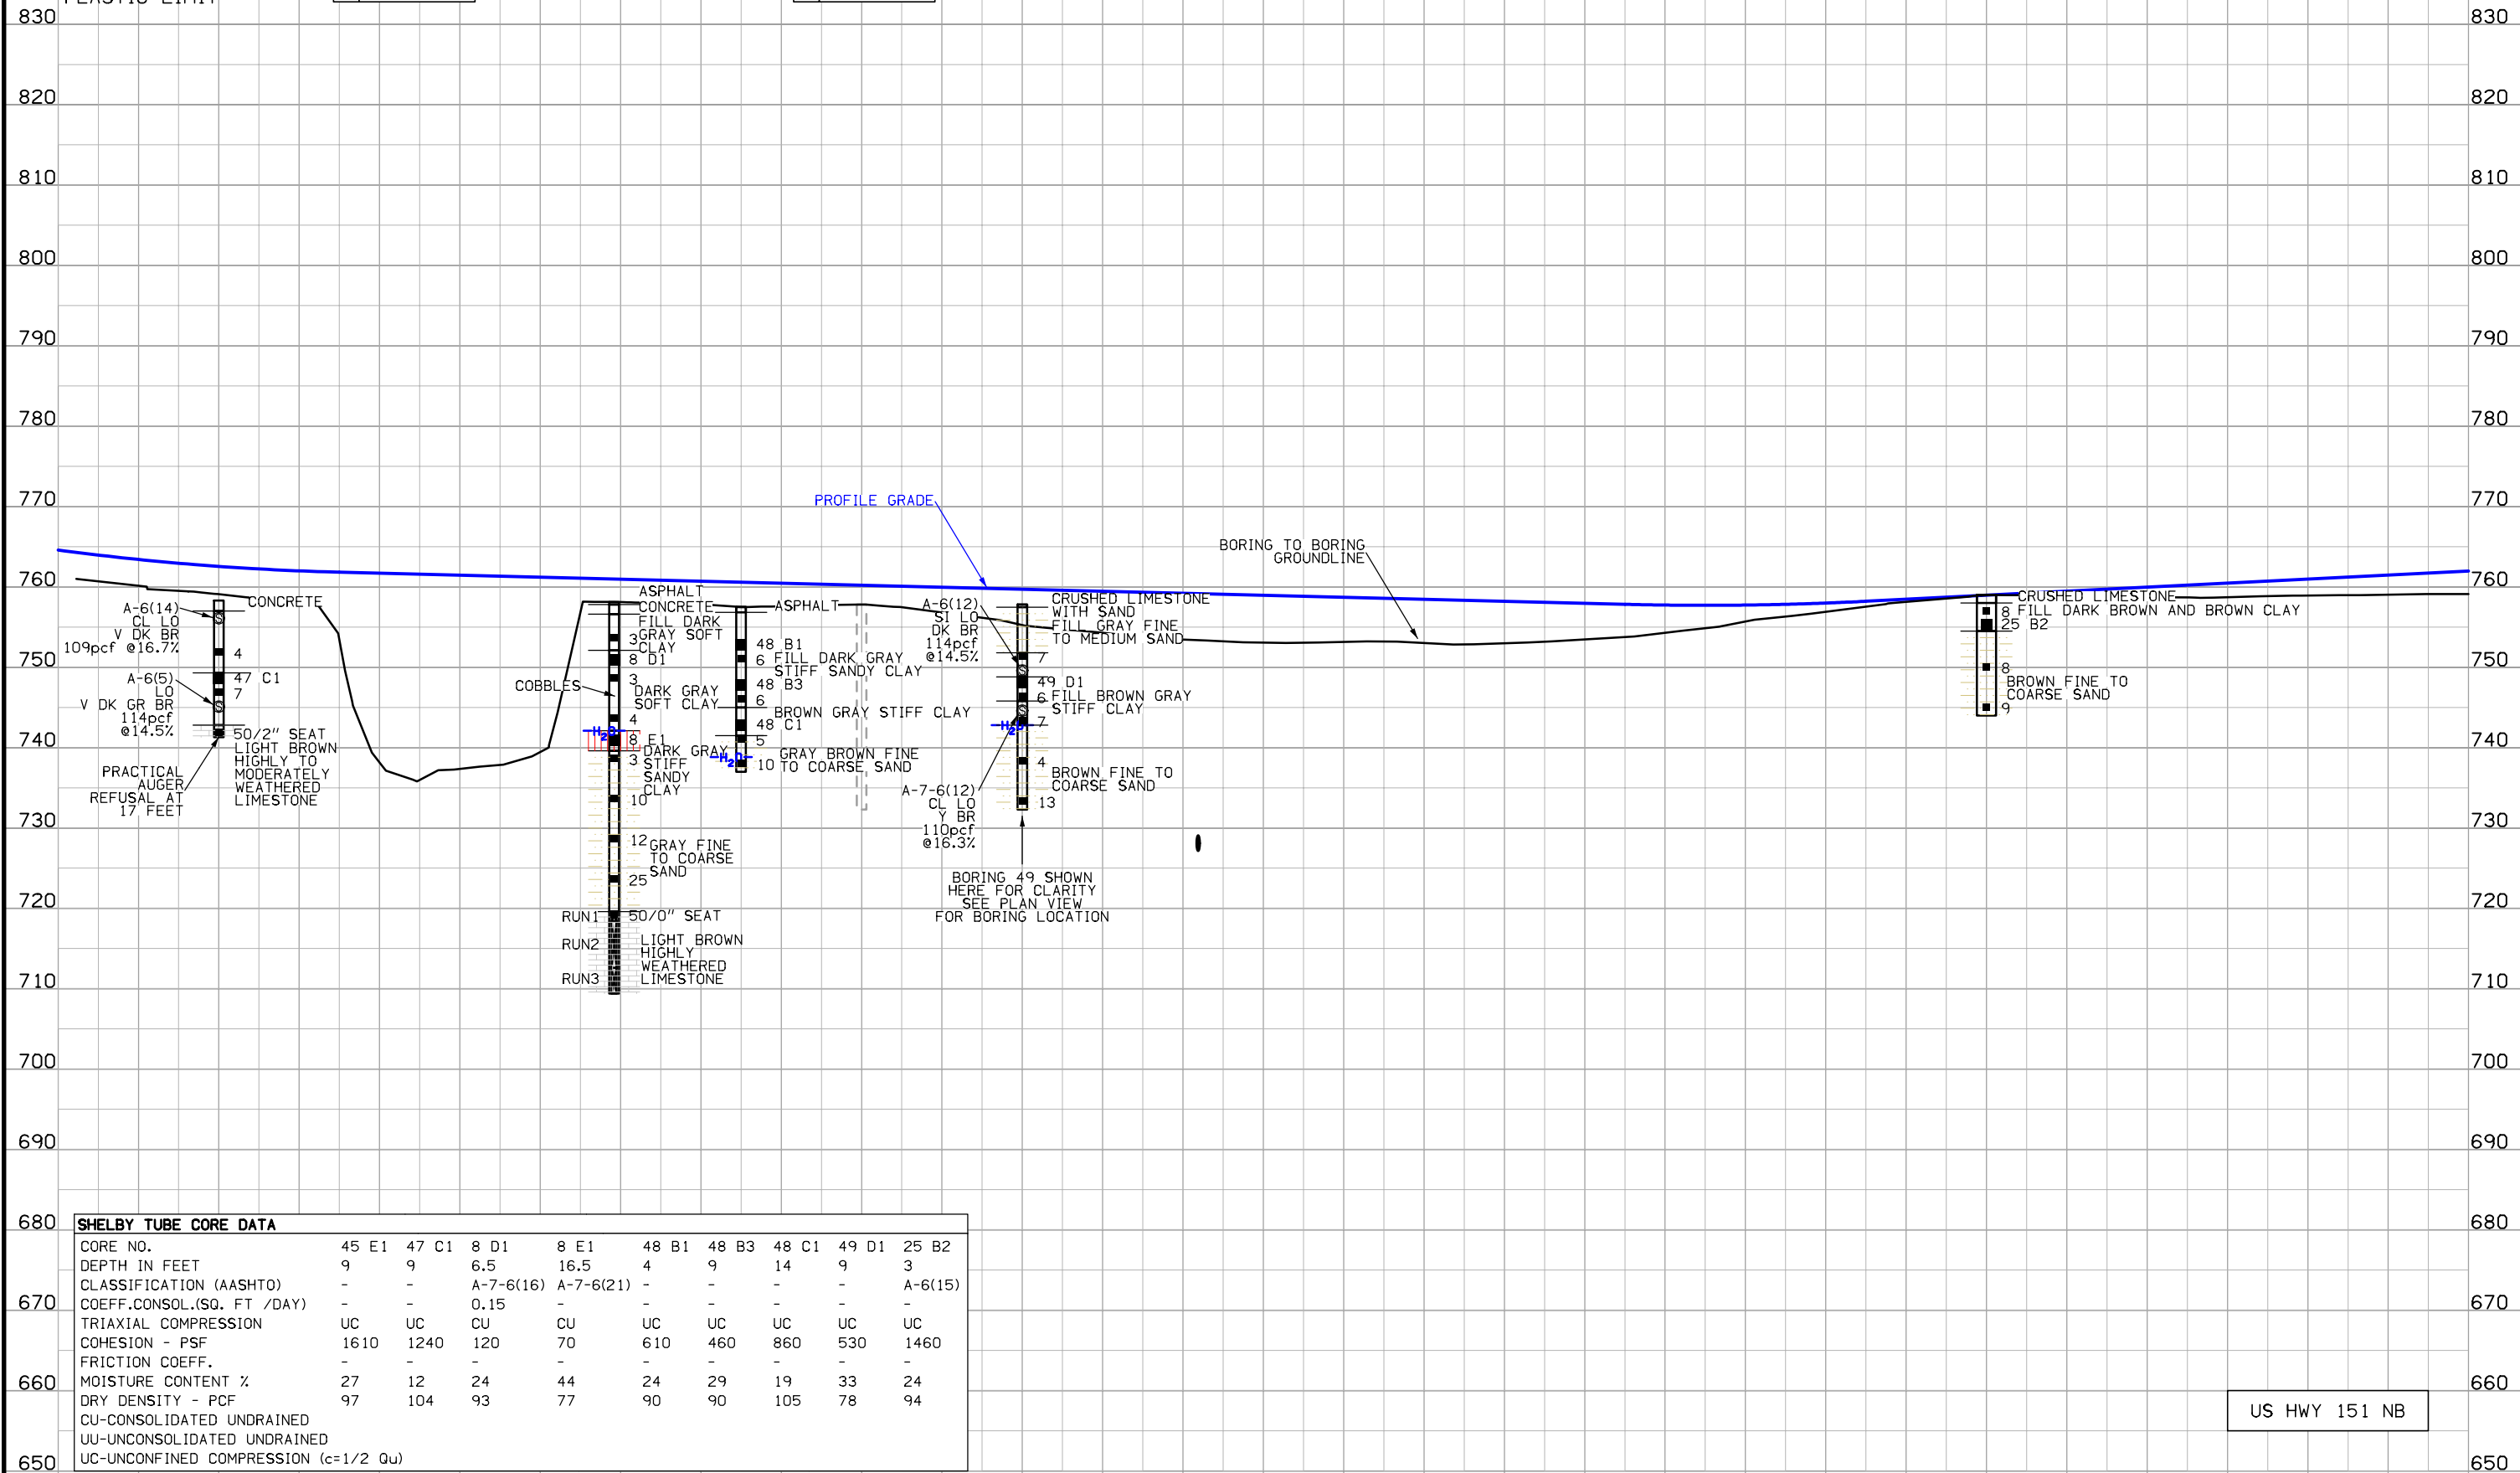 PLASTIC LIMIT
830 830
820 820
810 810
800 800
790 790
780 780
770 770
760 760
750 750
740 740
730 730
720 720
710 710
700 700
690 690
680 680
670 670
660 660
650 650
PROFILE GRADE
BORING TO BORING
GROUNDLINE
A-6(14)
CL LO
V DK BR
109pcf @16.7%
CONCRETE
4
47 C1
7
A-6(5)
LO
V DK GR BR
114pcf
@14.5%
S
S
50/2" SEAT
LIGHT BROWN
HIGHLY TO
MODERATELY
WEATHERED
LIMESTONE
PRACTICAL
AUGER
REFUSAL AT
17 FEET
ASPHALT
CONCRETE
FILL DARK
GRAY SOFT
CLAY
3
8 D1
3
COBBLES
DARK GRAY
SOFT CLAY
4
H2O
8 E1
3
DARK GRAY
STIFF
SANDY
CLAY
10
12
GRAY FINE
TO COARSE
SAND
25
RUN1
50/0" SEAT
RUN2
RUN3
LIGHT BROWN
HIGHLY
WEATHERED
LIMESTONE
ASPHALT
48 B1
6
FILL DARK GRAY
STIFF SANDY CLAY
48 B3
6
BROWN GRAY STIFF CLAY
48 C1
5
H2O
10
GRAY BROWN FINE
TO COARSE SAND
A-6(12)
SI LO
DK BR
114pcf
@14.5%
CRUSHED LIMESTONE
WITH SAND
FILL GRAY FINE
TO MEDIUM SAND
7
S
49 D1
6
FILL BROWN GRAY
STIFF CLAY
S
7
H2O
4
BROWN FINE TO
COARSE SAND
13
A-7-6(12)
CL LO
Y BR
110pcf
@16.3%
BORING 49 SHOWN
HERE FOR CLARITY
SEE PLAN VIEW
FOR BORING LOCATION
CRUSHED LIMESTONE
8
FILL DARK BROWN AND BROWN CLAY
25 B2
8
BROWN FINE TO
COARSE SAND
9
SHELBY TUBE CORE DATA
CORE NO. 45 E1 47 C1 8 D1 8 E1 48 B1 48 B3 48 C1 49 D1 25 B2
DEPTH IN FEET 9 9 6.5 16.5 4 9 14 9 3
CLASSIFICATION (AASHTO) - - A-7-6(16) A-7-6(21) - - - - A-6(15)
COEFF.CONSOL.(SQ. FT /DAY) - - 0.15 - - - - - -
TRIAXIAL COMPRESSION UC UC CU CU UC UC UC UC UC
COHESION - PSF 1610 1240 120 70 610 460 860 530 1460
FRICTION COEFF. - - - - - - - - -
MOISTURE CONTENT % 27 12 24 44 24 29 19 33 24
DRY DENSITY - PCF 97 104 93 77 90 90 105 78 94
CU-CONSOLIDATED UNDRAINED
UU-UNCONSOLIDATED UNDRAINED
UC-UNCONFINED COMPRESSION (c=1/2 Qu)
US HWY 151 NB